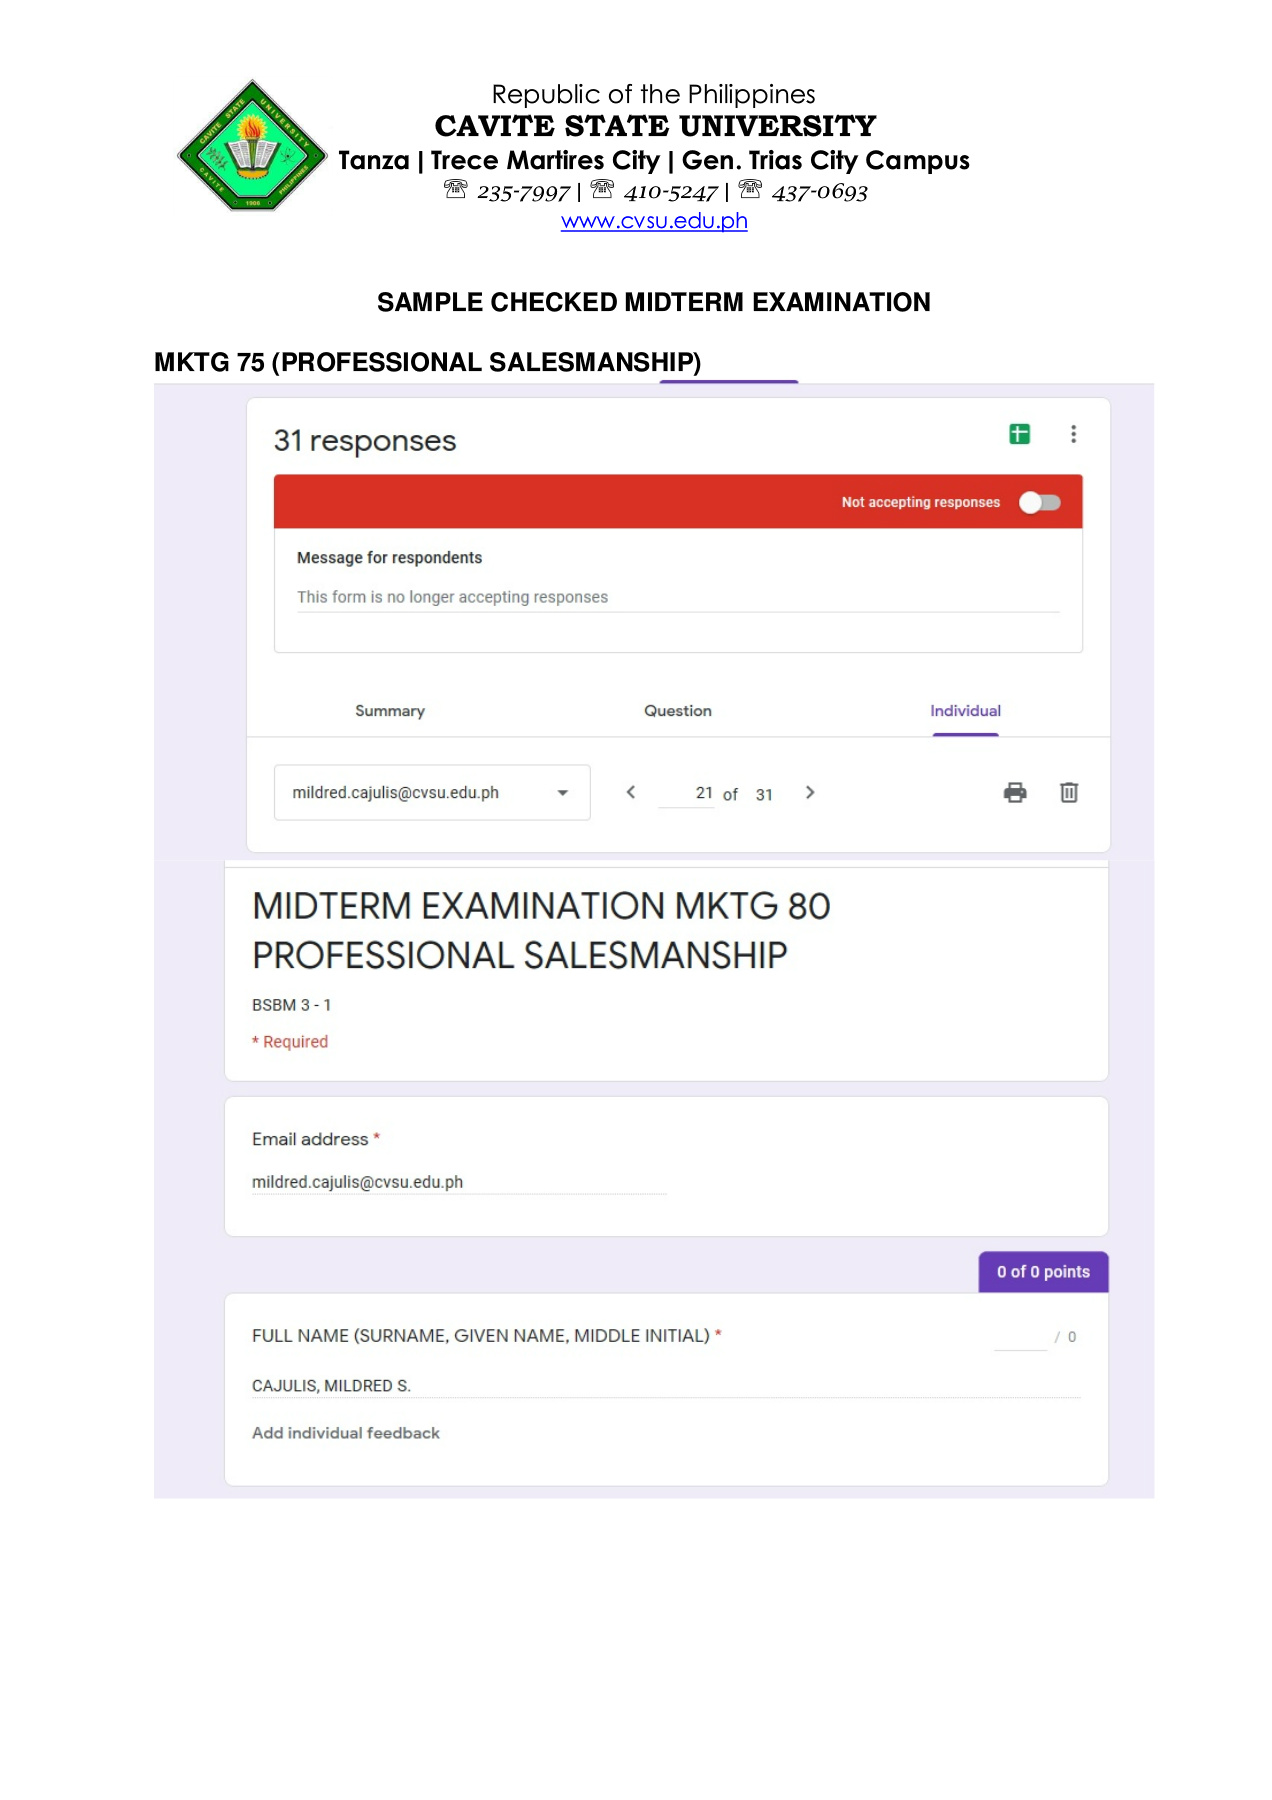 CAVITE STATE UNIVERSITY
CAVITE PHILIPPINES
1906
Republic of the Philippines
CAVITE STATE UNIVERSITY
Tanza | Trece Martires City | Gen. Trias City Campus
☏ 235-7997 | ☏ 410-5247 | ☏ 437-0693
www.cvsu.edu.ph
SAMPLE CHECKED MIDTERM EXAMINATION
MKTG 75 (PROFESSIONAL SALESMANSHIP)
31 responses
Not accepting responses
Message for respondents
This form is no longer accepting responses
Summary Question Individual
mildred.cajulis@cvsu.edu.ph 21 of 31
MIDTERM EXAMINATION MKTG 80
PROFESSIONAL SALESMANSHIP
BSBM 3 - 1
* Required
Email address *
mildred.cajulis@cvsu.edu.ph
0 of 0 points
FULL NAME (SURNAME, GIVEN NAME, MIDDLE INITIAL) * / 0
CAJULIS, MILDRED S.
Add individual feedback